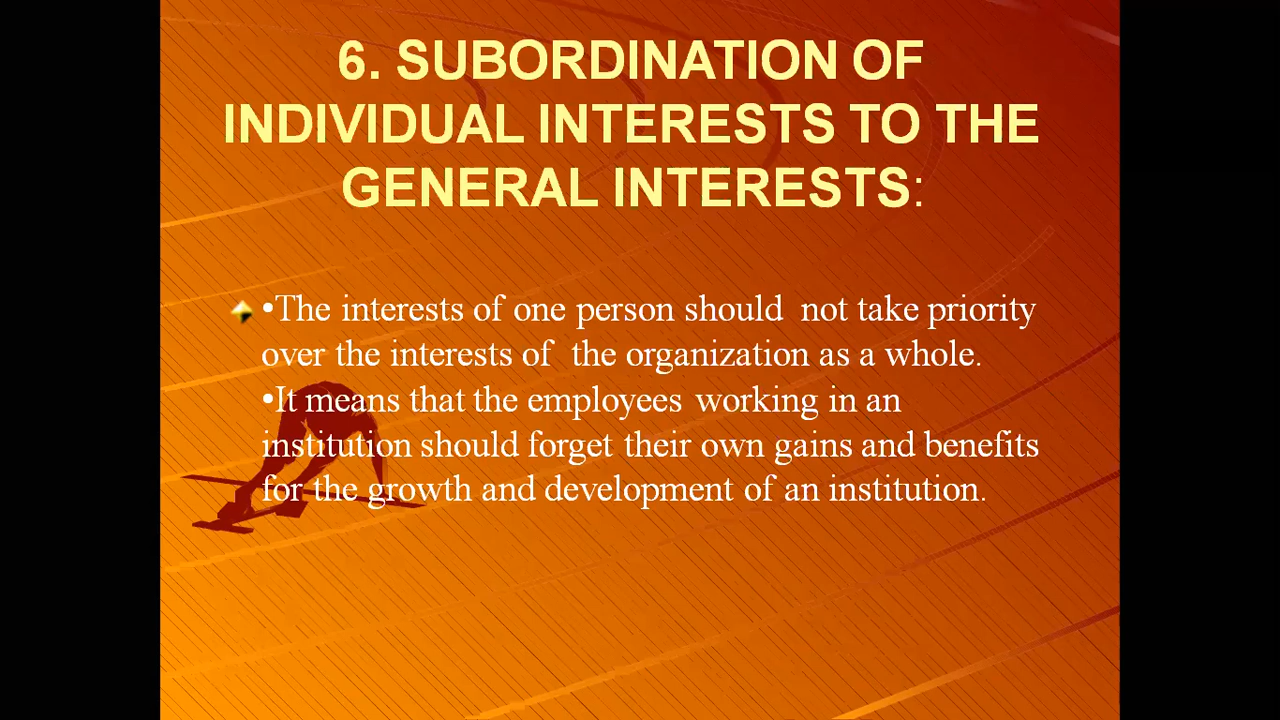 6. SUBORDINATION OF
INDIVIDUAL INTERESTS TO THE
GENERAL INTERESTS:
•The interests of one person should  not take priority
over the interests of  the organization as a whole.
•It means that the employees working in an
institution should forget their own gains and benefits
for the growth and development of an institution.